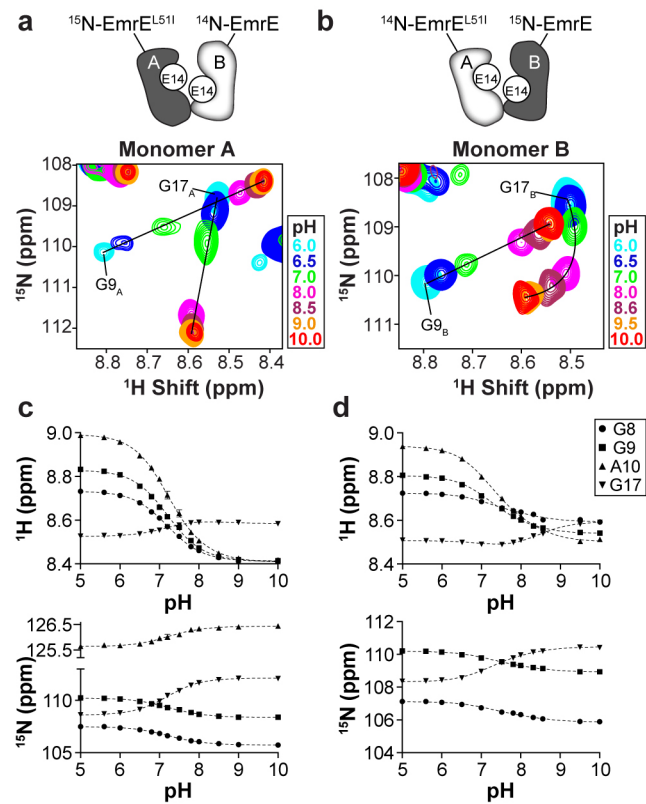 a
¹⁵N-EmrEᴸ⁵¹ᴵ ¹⁴N-EmrE
A B
E14 E14
Monomer A
108
109
110
111
112
¹⁵N (ppm)
G17A
G9A
8.8 8.7 8.6 8.5 8.4
¹H Shift (ppm)
pH
6.0
6.5
7.0
8.0
8.5
9.0
10.0
b
¹⁴N-EmrEᴸ⁵¹ᴵ ¹⁵N-EmrE
A B
E14 E14
Monomer B
108
109
110
111
¹⁵N (ppm)
G17B
G9B
8.8 8.7 8.6 8.5
¹H Shift (ppm)
pH
6.0
6.5
7.0
8.0
8.6
9.5
10.0
c
9.0
8.8
8.6
8.4
¹H (ppm)
5 6 7 8 9 10
pH
126.5
125.5
110
105
¹⁵N (ppm)
5 6 7 8 9 10
pH
d
G8
G9
A10
G17
9.0
8.8
8.6
8.4
¹H (ppm)
5 6 7 8 9 10
pH
112
110
108
106
104
¹⁵N (ppm)
5 6 7 8 9 10
pH